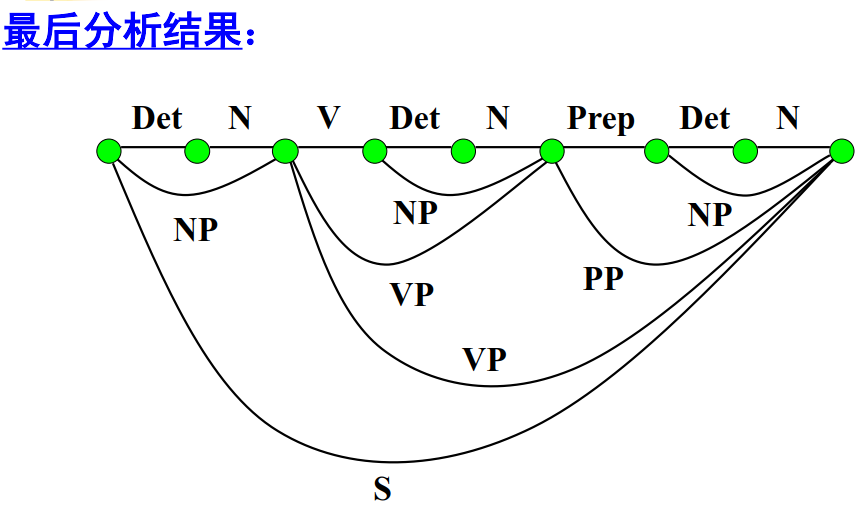 最后分析结果：
Det N V Det N Prep Det N
NP NP NP
VP PP
VP
S